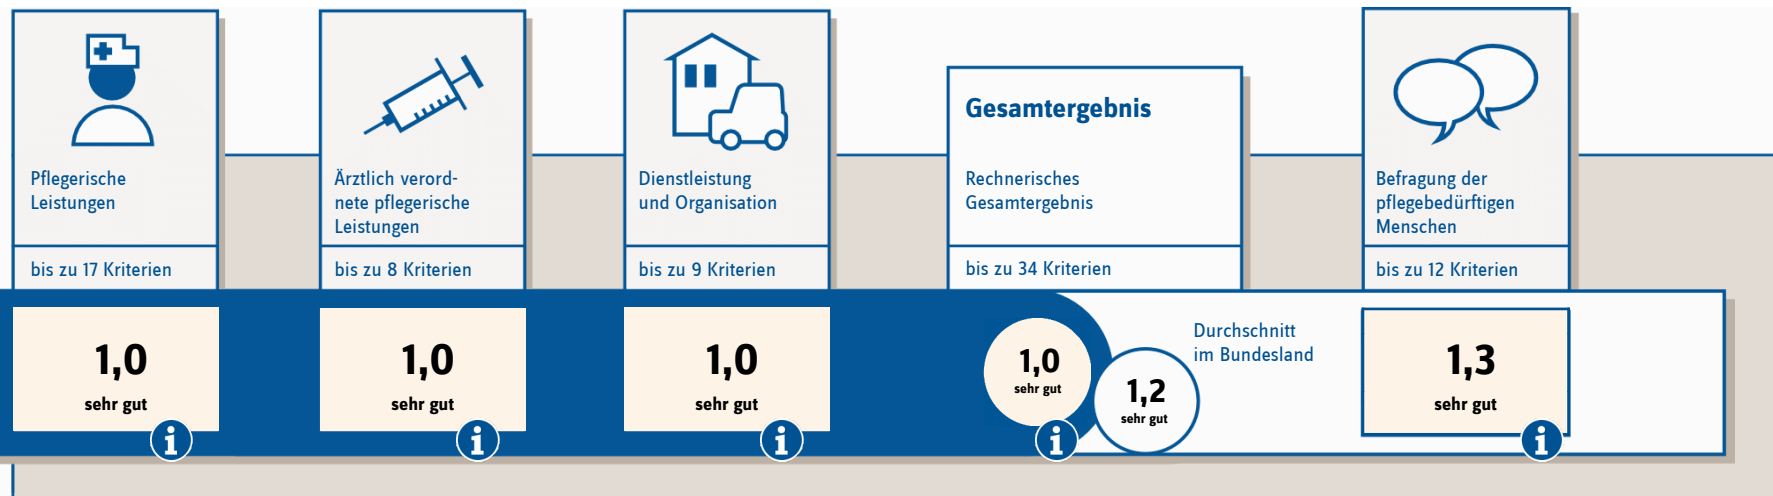 Pflegerische
Leistungen
bis zu 17 Kriterien
1,0
sehr gut
i
Ärztlich verord-
nete pflegerische
Leistungen
bis zu 8 Kriterien
1,0
sehr gut
i
Dienstleistung
und Organisation
bis zu 9 Kriterien
1,0
sehr gut
i
Gesamtergebnis
Rechnerisches
Gesamtergebnis
bis zu 34 Kriterien
1,0
sehr gut
i
1,2
sehr gut
Durchschnitt
im Bundesland
Befragung der
pflegebedürftigen
Menschen
bis zu 12 Kriterien
1,3
sehr gut
i